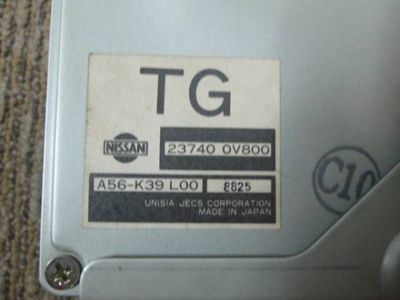 TG
NISSAN 23740 0V800
A56-K39 L00 8825
UNISIA JECS CORPORATION
MADE IN JAPAN
C10